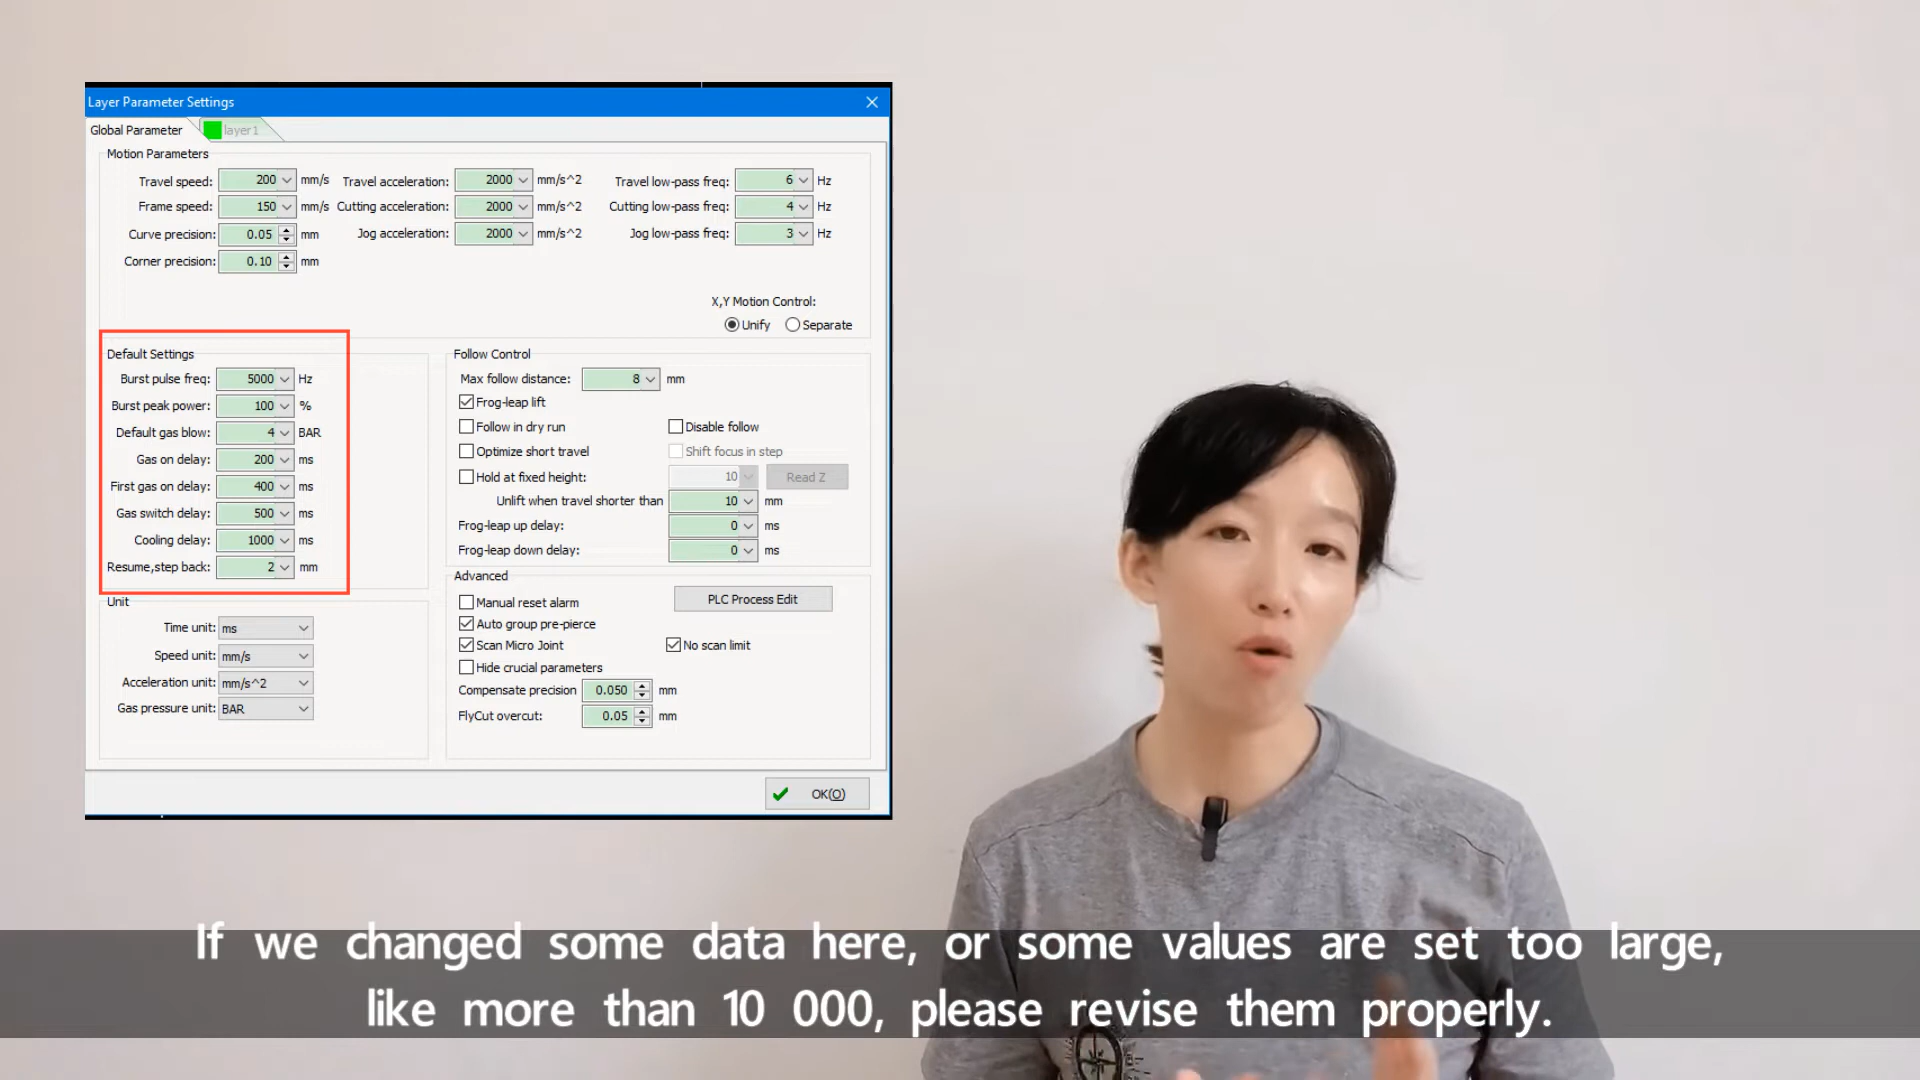 Layer Parameter Settings
Global Parameter layer1
Motion Parameters
Travel speed: 200 mm/s Travel acceleration: 2000 mm/s^2 Travel low-pass freq: 6 Hz
Frame speed: 150 mm/s Cutting acceleration: 2000 mm/s^2 Cutting low-pass freq: 4 Hz
Curve precision: 0.05 mm Jog acceleration: 2000 mm/s^2 Jog low-pass freq: 3 Hz
Corner precision: 0.10 mm
X,Y Motion Control:
Unify Separate
Default Settings
Burst pulse freq: 5000 Hz
Burst peak power: 100 %
Default gas blow: 4 BAR
Gas on delay: 200 ms
First gas on delay: 400 ms
Gas switch delay: 500 ms
Cooling delay: 1000 ms
Resume,step back: 2 mm
Follow Control
Max follow distance: 8 mm
Frog-leap lift
Follow in dry run Disable follow
Optimize short travel Shift focus in step
Hold at fixed height: 10 Read Z
Unlift when travel shorter than 10 mm
Frog-leap up delay: 0 ms
Frog-leap down delay: 0 ms
Unit
Time unit: ms
Speed unit: mm/s
Acceleration unit: mm/s^2
Gas pressure unit: BAR
Advanced
Manual reset alarm PLC Process Edit
Auto group pre-pierce
Scan Micro Joint No scan limit
Hide crucial parameters
Compensate precision 0.050 mm
FlyCut overcut: 0.05 mm
OK(O)
If we changed some data here, or some values are set too large,
like more than 10 000, please revise them properly.